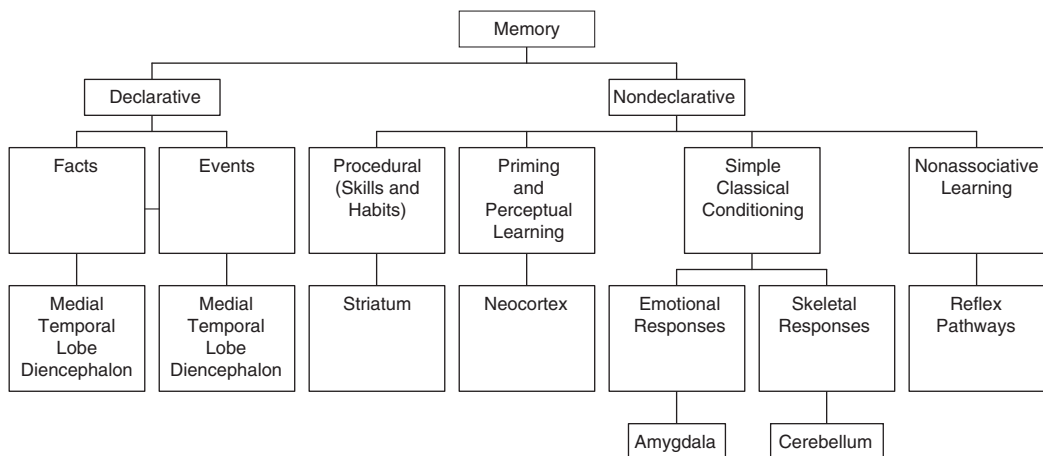 Memory
Declarative
Nondeclarative
Facts
Events
Procedural
(Skills and
Habits)
Priming
and
Perceptual
Learning
Simple
Classical
Conditioning
Nonassociative
Learning
Medial
Temporal
Lobe
Diencephalon
Medial
Temporal
Lobe
Diencephalon
Striatum
Neocortex
Emotional
Responses
Skeletal
Responses
Reflex
Pathways
Amygdala
Cerebellum